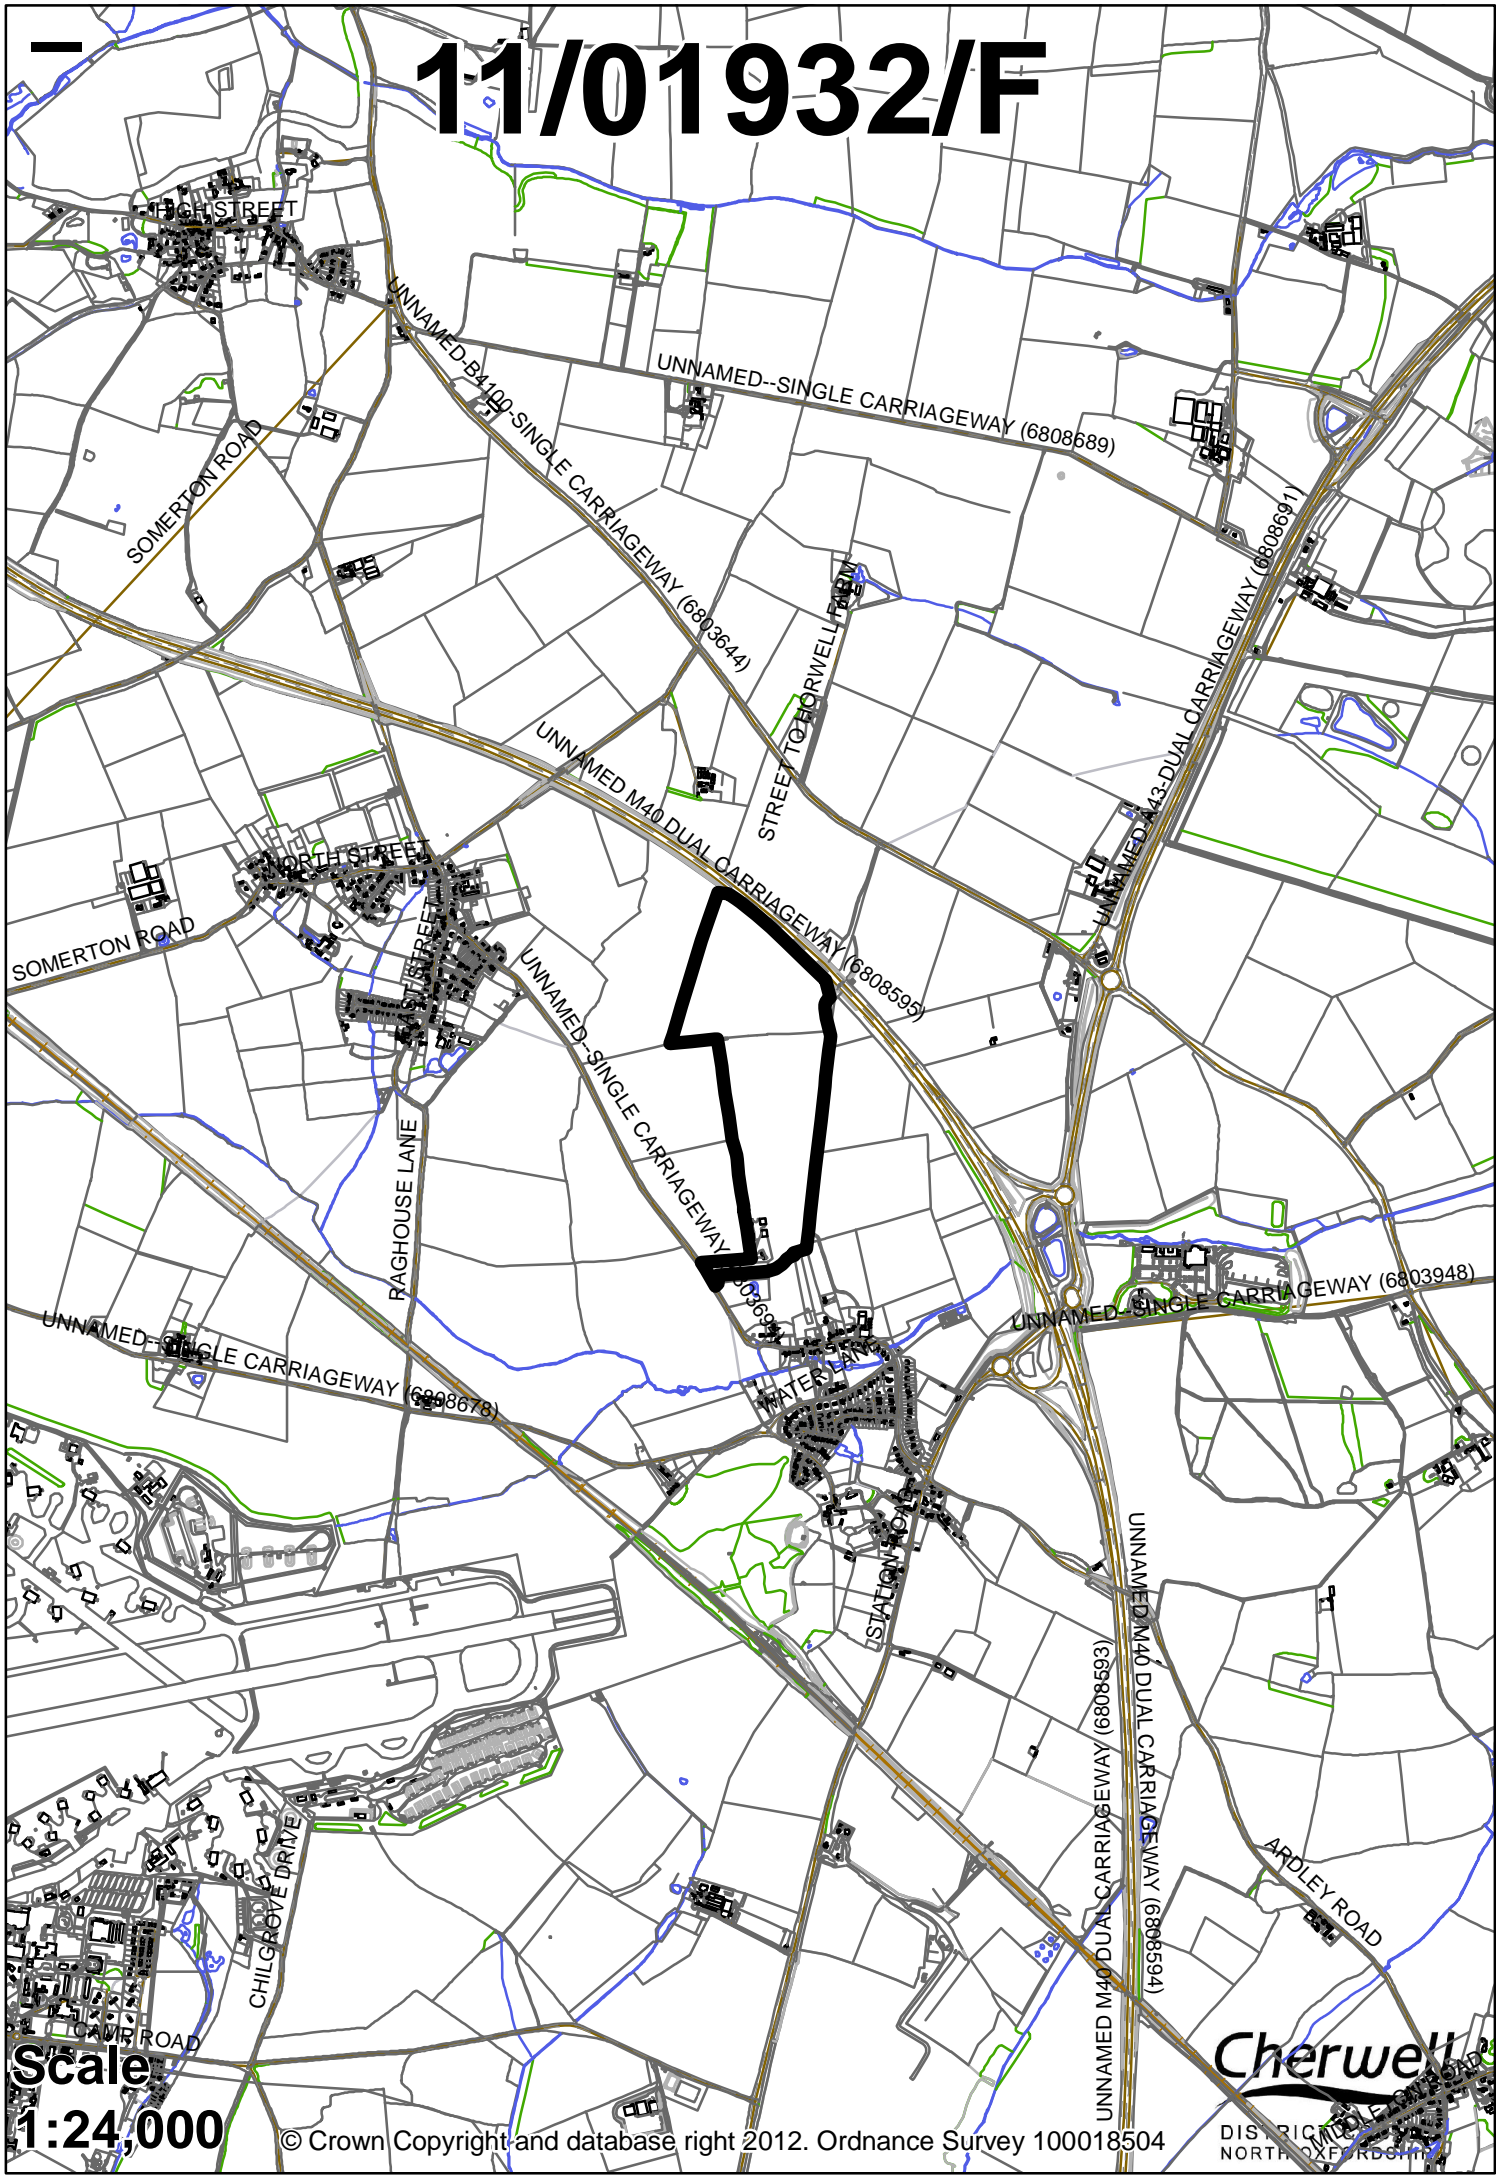 11/01932/F
HIGH STREET
UNNAMED-B4100-SINGLE CARRIAGEWAY (6803644)
UNNAMED--SINGLE CARRIAGEWAY (6808689)
SOMERTON ROAD
UNNAMED-A43-DUAL CARRIAGEWAY (6808691)
STREET TO HORWELL FARM
UNNAMED M40 DUAL CARRIAGEWAY (6808595)
NORTH STREET
SOMERTON ROAD
EAST STREET
UNNAMED--SINGLE CARRIAGEWAY
RAGHOUSE LANE
UNNAMED--SINGLE CARRIAGEWAY (6803948)
UNNAMED--SINGLE CARRIAGEWAY (6808678)
WATER LANE
STATION ROAD
UNNAMED M40 DUAL CARRIAGEWAY (6808593)
UNNAMED M40 DUAL CARRIAGEWAY (6808594)
ARDLEY ROAD
CHILGROVE DRIVE
CAMP ROAD
Scale
1:24,000
© Crown Copyright and database right 2012. Ordnance Survey 100018504
Cherwell
DISTRICT
NORTH OXFORDSHIRE